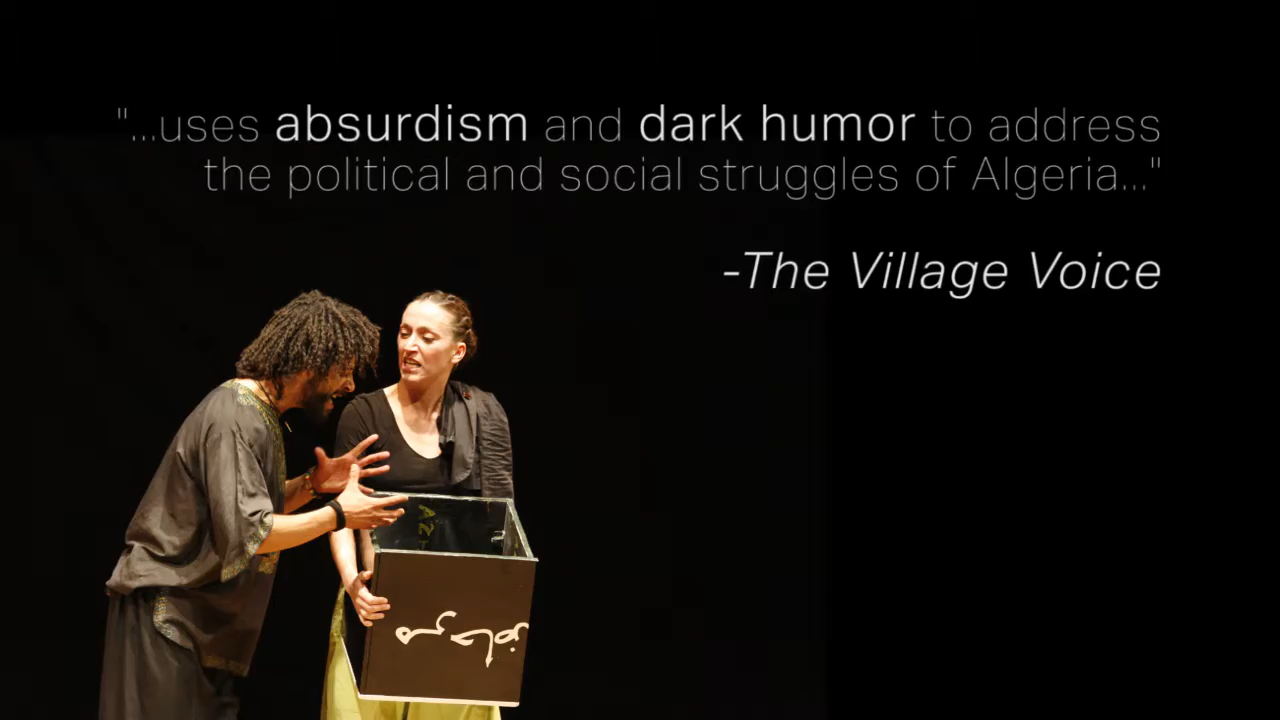 "...uses absurdism and dark humor to address
the political and social struggles of Algeria..."
-The Village Voice